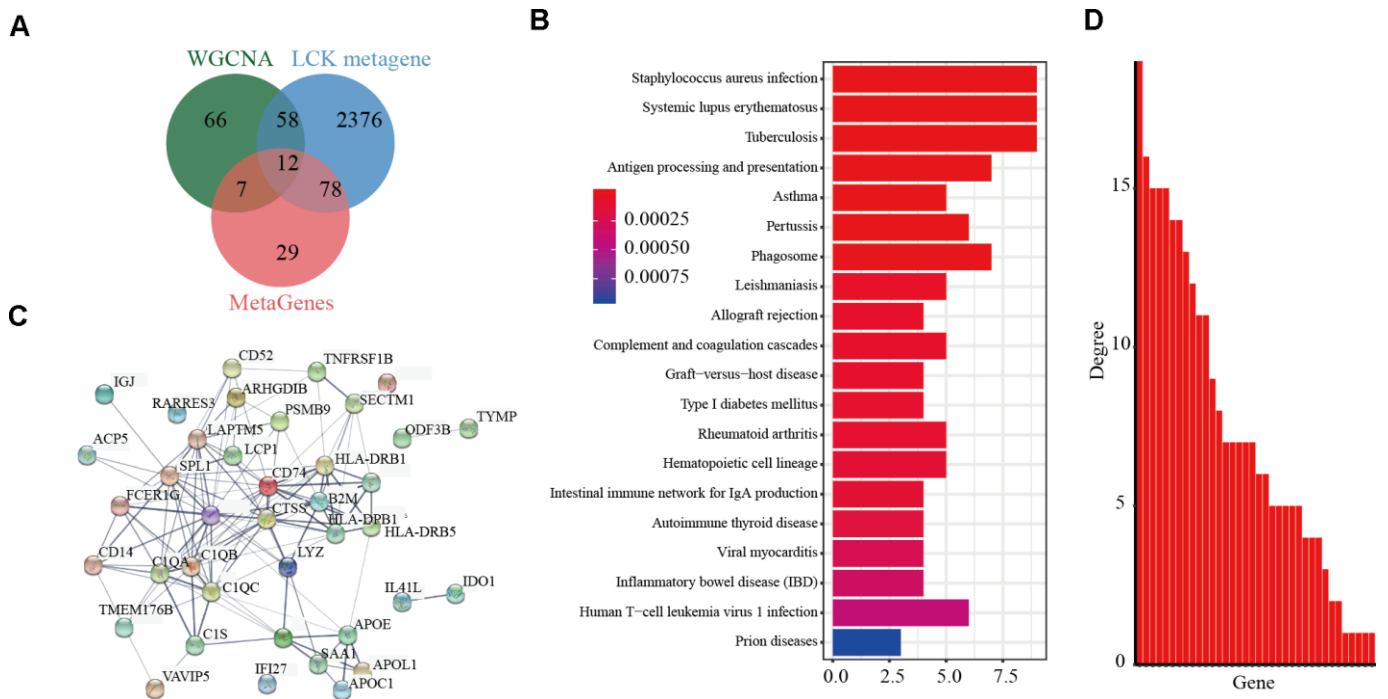 A
WGCNA LCK metagene
66 58 2376
12
7 78
29
MetaGenes
B
Staphylococcus aureus infection
Systemic lupus erythematosus
Tuberculosis
Antigen processing and presentation
Asthma
Pertussis
Phagosome
Leishmaniasis
Allograft rejection
Complement and coagulation cascades
Graft−versus−host disease
Type I diabetes mellitus
Rheumatoid arthritis
Hematopoietic cell lineage
Intestinal immune network for IgA production
Autoimmune thyroid disease
Viral myocarditis
Inflammatory bowel disease (IBD)
Human T−cell leukemia virus 1 infection
Prion diseases
0.00025
0.00050
0.00075
0.0 2.5 5.0 7.5
C
CD52
TNFRSF1B
IGJ
ARHGDIB
RARRES3
PSMB9
SECTM1
TYMP
ODF3B
ACP5
LAPTM5
LCP1
SPL1
CD74
HLA-DRB1
FCER1G
CTSS
B2M
HLA-DPB1
HLA-DRB5
CD14
C1QA
C1QB
LYZ
C1QC
IL41L
IDO1
TMEM176B
C1S
APOE
SAA1
APOL1
VAVIP5
IFI27
APOC1
D
Degree
15
10
5
0
Gene